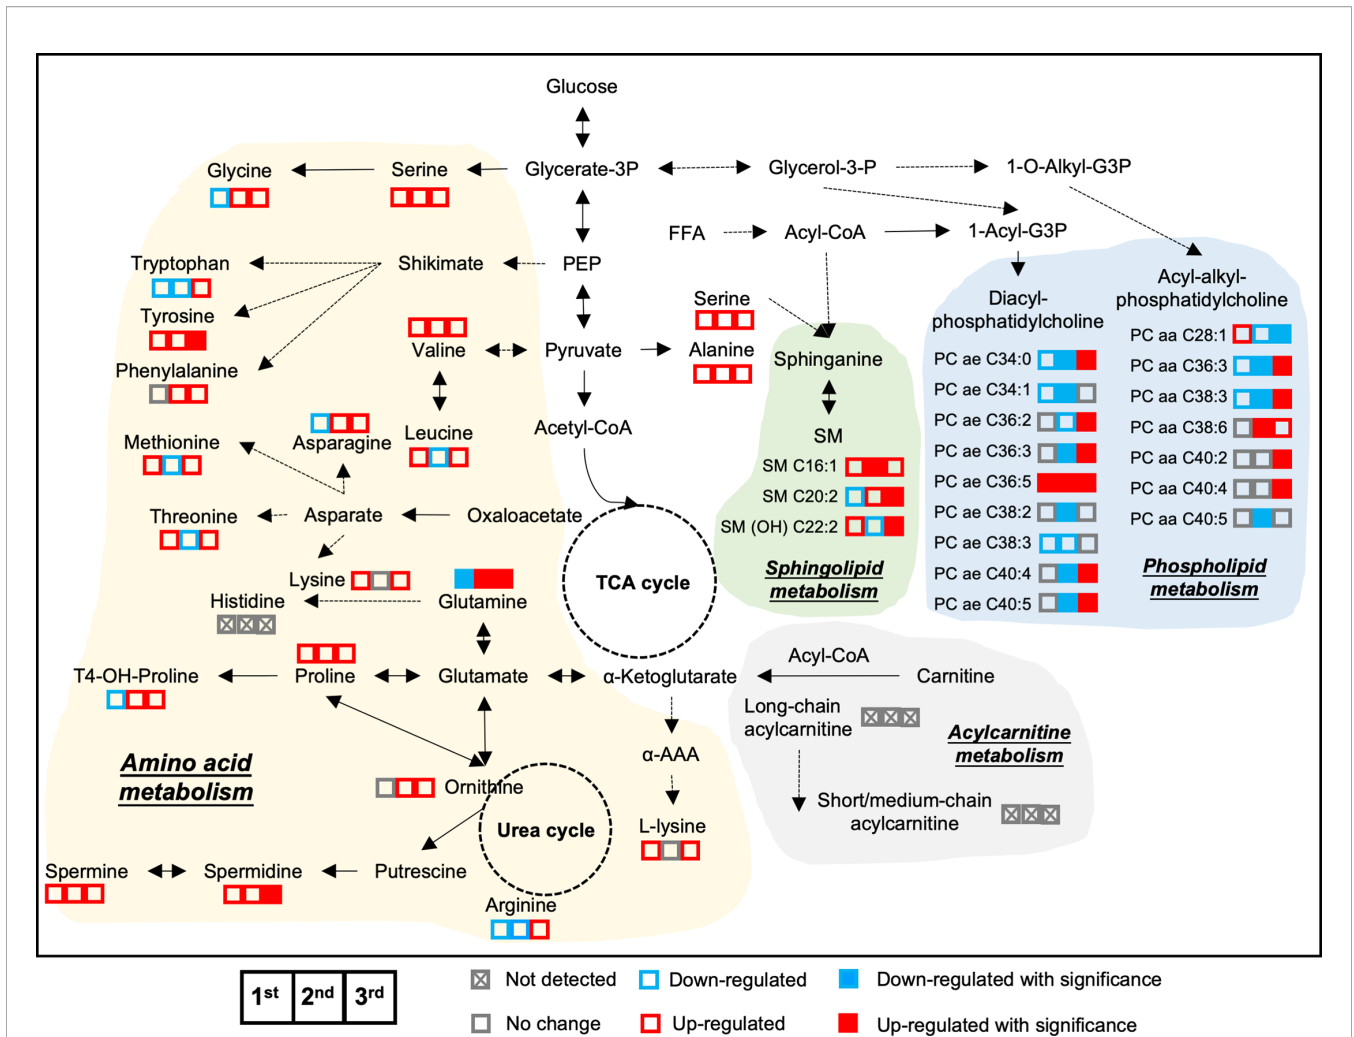 Glucose
Glycine
Serine
Glycerate-3P
Glycerol-3-P
1-O-Alkyl-G3P
FFA
Acyl-CoA
1-Acyl-G3P
Tryptophan
Shikimate
PEP
Acyl-alkyl-
phosphatidylcholine
Diacyl-
phosphatidylcholine
Tyrosine
Serine
Valine
Pyruvate
Alanine
Sphinganine
Phenylalanine
PC ae C34:0
PC ae C34:1
PC ae C36:2
PC ae C36:3
PC ae C36:5
PC ae C38:2
PC ae C38:3
PC ae C40:4
PC ae C40:5
PC aa C28:1
PC aa C36:3
PC aa C38:3
PC aa C38:6
PC aa C40:2
PC aa C40:4
PC aa C40:5
Phospholipid
metabolism
Methionine
Asparagine
Leucine
Acetyl-CoA
SM
SM C16:1
SM C20:2
SM (OH) C22:2
Sphingolipid
metabolism
Threonine
Asparate
Oxaloacetate
TCA cycle
Lysine
Histidine
Glutamine
T4-OH-Proline
Proline
Glutamate
α-Ketoglutarate
Acyl-CoA
Carnitine
Long-chain
acylcarnitine
Acylcarnitine
metabolism
Short/medium-chain
acylcarnitine
α-AAA
L-lysine
Amino acid
metabolism
Ornithine
Urea cycle
Spermine
Spermidine
Putrescine
Arginine
1st 2nd 3rd
Not detected
Down-regulated
Down-regulated with significance
No change
Up-regulated
Up-regulated with significance